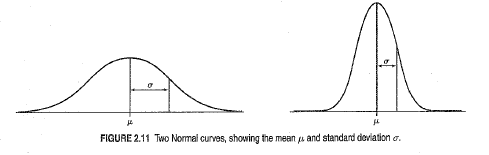 σ
σ
μ
μ
FIGURE 2.11 Two Normal curves, showing the mean μ and standard deviation σ.